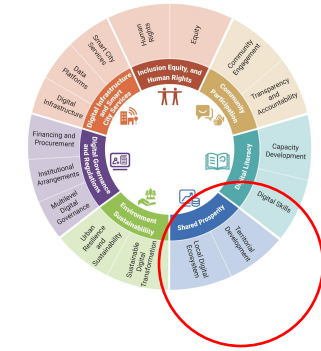 Inclusion Equity, and
Human Rights
Human
Rights
Equity
Community
Participation
Community
Engagement
Transparency
and
Accountability
Digital Literacy
Capacity
Development
Digital Skills
Shared Prosperity
Territorial
Development
Local Digital
Ecosystem
Environment
Sustainability
Sustainable
Digital
Transformation
Urban
Resilience
and
Sustainability
Digital Governance
and Regulations
Multilevel
Digital
Governance
Institutional
Arrangements
Financing and
Procurement
Digital Infrastructure
and Smart
City Services
Digital
Infrastructure
Data
Platforms
Smart City
Services